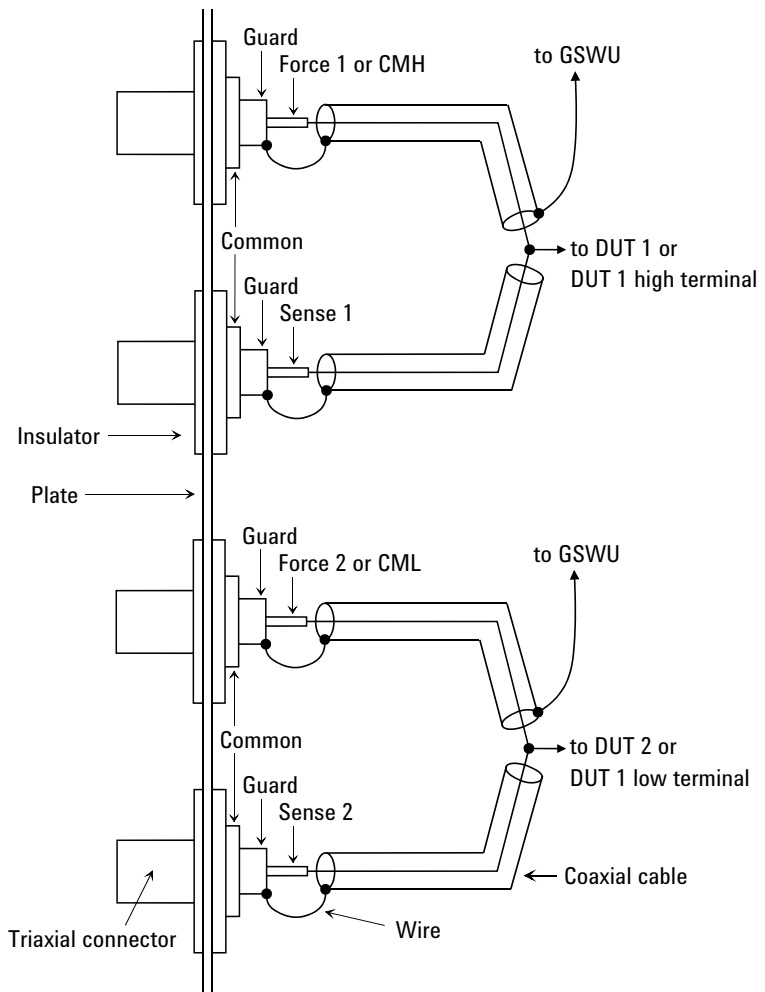 Guard
Force 1 or CMH
to GSWU
Common
to DUT 1 or
DUT 1 high terminal
Guard
Sense 1
Insulator
Plate
Guard
Force 2 or CML
to GSWU
Common
to DUT 2 or
DUT 1 low terminal
Guard
Sense 2
Coaxial cable
Triaxial connector
Wire